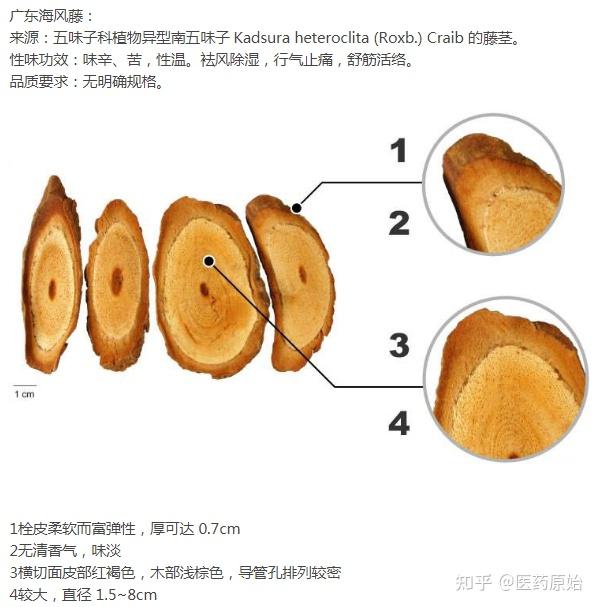 广东海风藤：
来源：五味子科植物异型南五味子 Kadsura heteroclita (Roxb.) Craib 的藤茎。
性味功效：味辛、苦，性温。祛风除湿，行气止痛，舒筋活络。
品质要求：无明确规格。
1
2
3
4
1 cm
1栓皮柔软而富弹性，厚可达 0.7cm
2无清香气，味淡
3横切面皮部红褐色，木部浅棕色，导管孔排列较密
4较大，直径 1.5~8cm
知乎 @医药原始